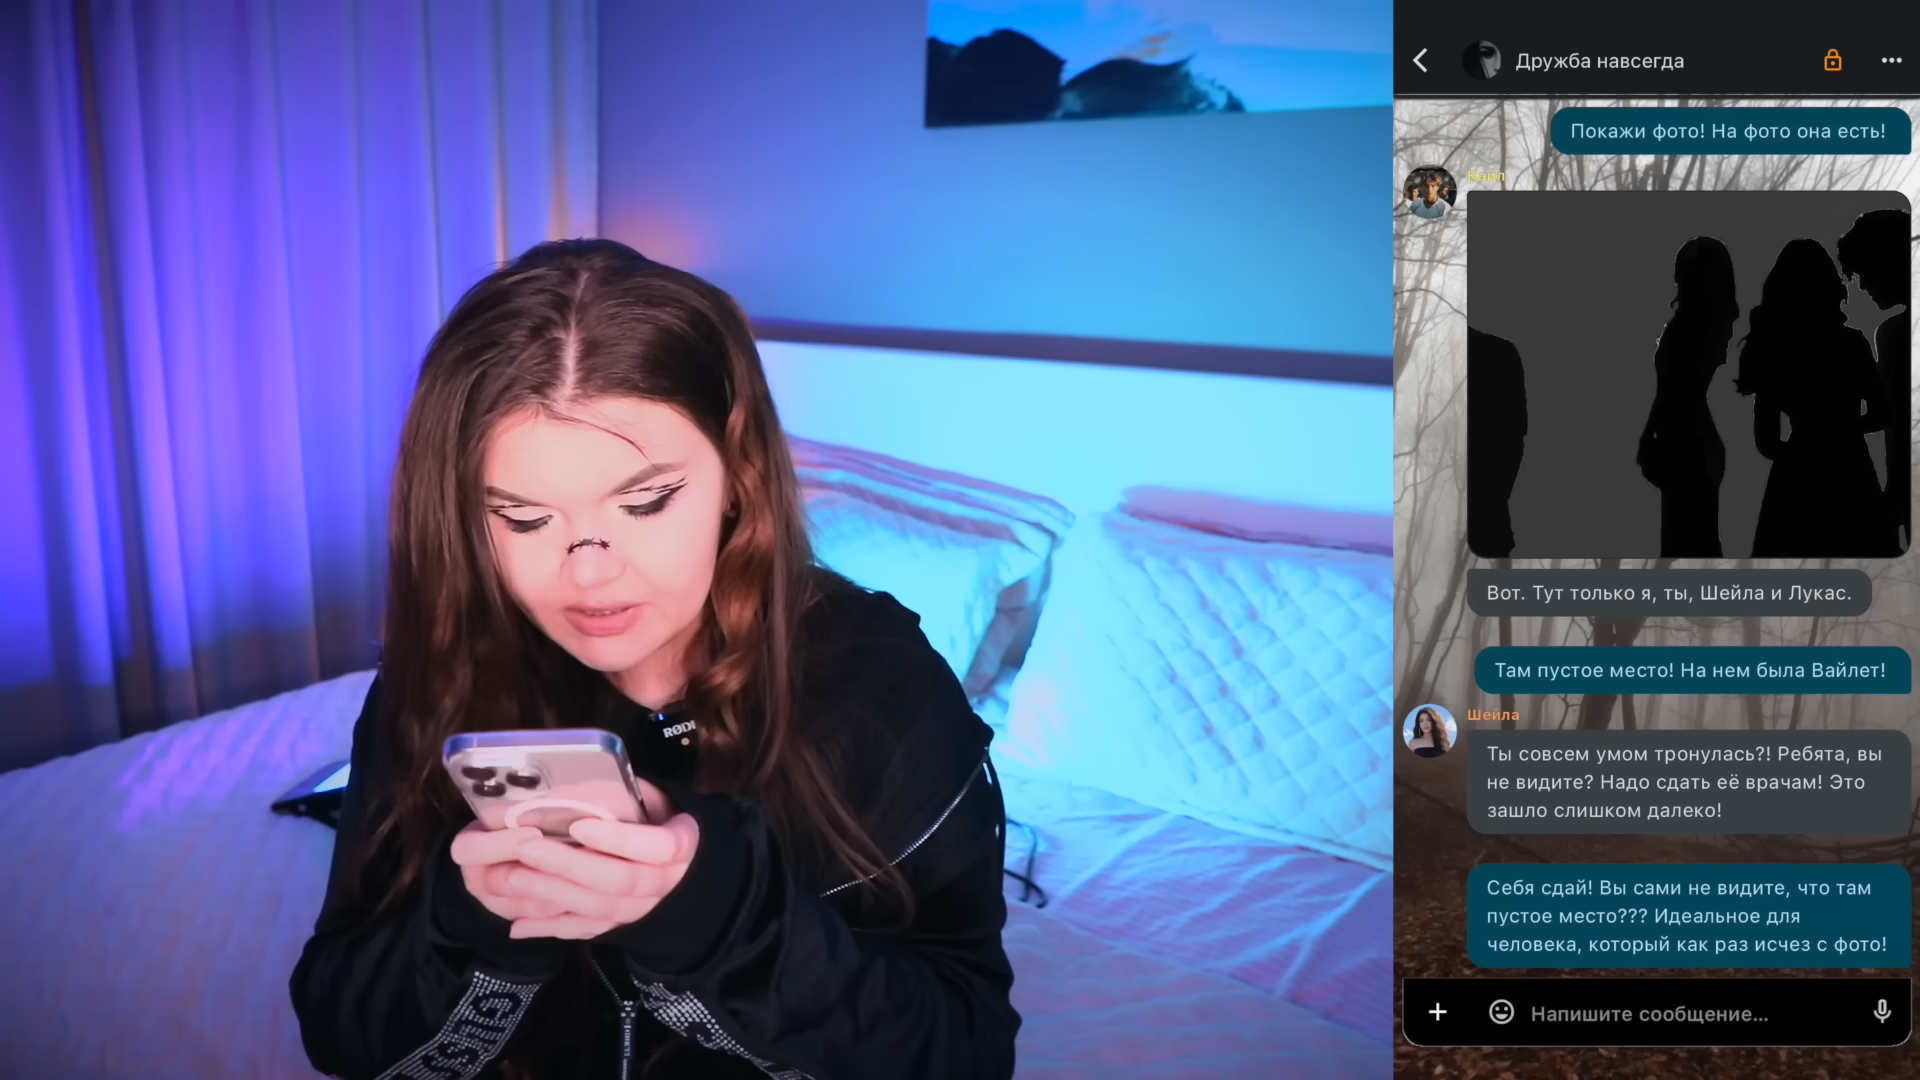 Дружба навсегда
Покажи фото! На фото она есть!
Каил
Вот. Тут только я, ты, Шейла и Лукас.
Там пустое место! На нем была Вайлет!
Шейла
Ты совсем умом тронулась?! Ребята, вы
не видите? Надо сдать её врачам! Это
зашло слишком далеко!
Себя сдай! Вы сами не видите, что там
пустое место??? Идеальное для
человека, который как раз исчез с фото!
Напишите сообщение...